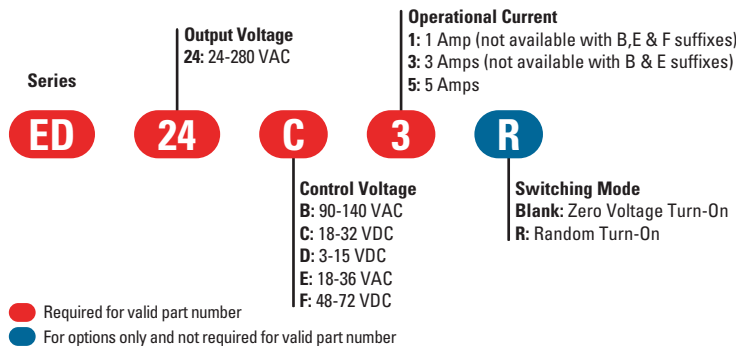 Operational Current
1: 1 Amp (not available with B,E & F suffixes)
3: 3 Amps (not available with B & E suffixes)
5: 5 Amps
Output Voltage
24: 24-280 VAC
Series
ED
24
C
3
R
Control Voltage
B: 90-140 VAC
C: 18-32 VDC
D: 3-15 VDC
E: 18-36 VAC
F: 48-72 VDC
Switching Mode
Blank: Zero Voltage Turn-On
R: Random Turn-On
Required for valid part number
For options only and not required for valid part number